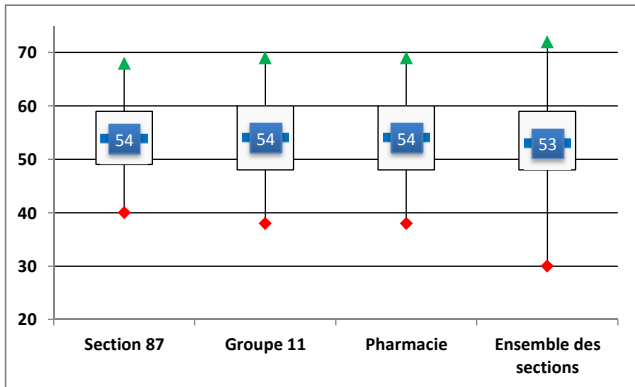 70
60
50
40
30
20
54
54
54
53
Section 87
Groupe 11
Pharmacie
Ensemble des
sections